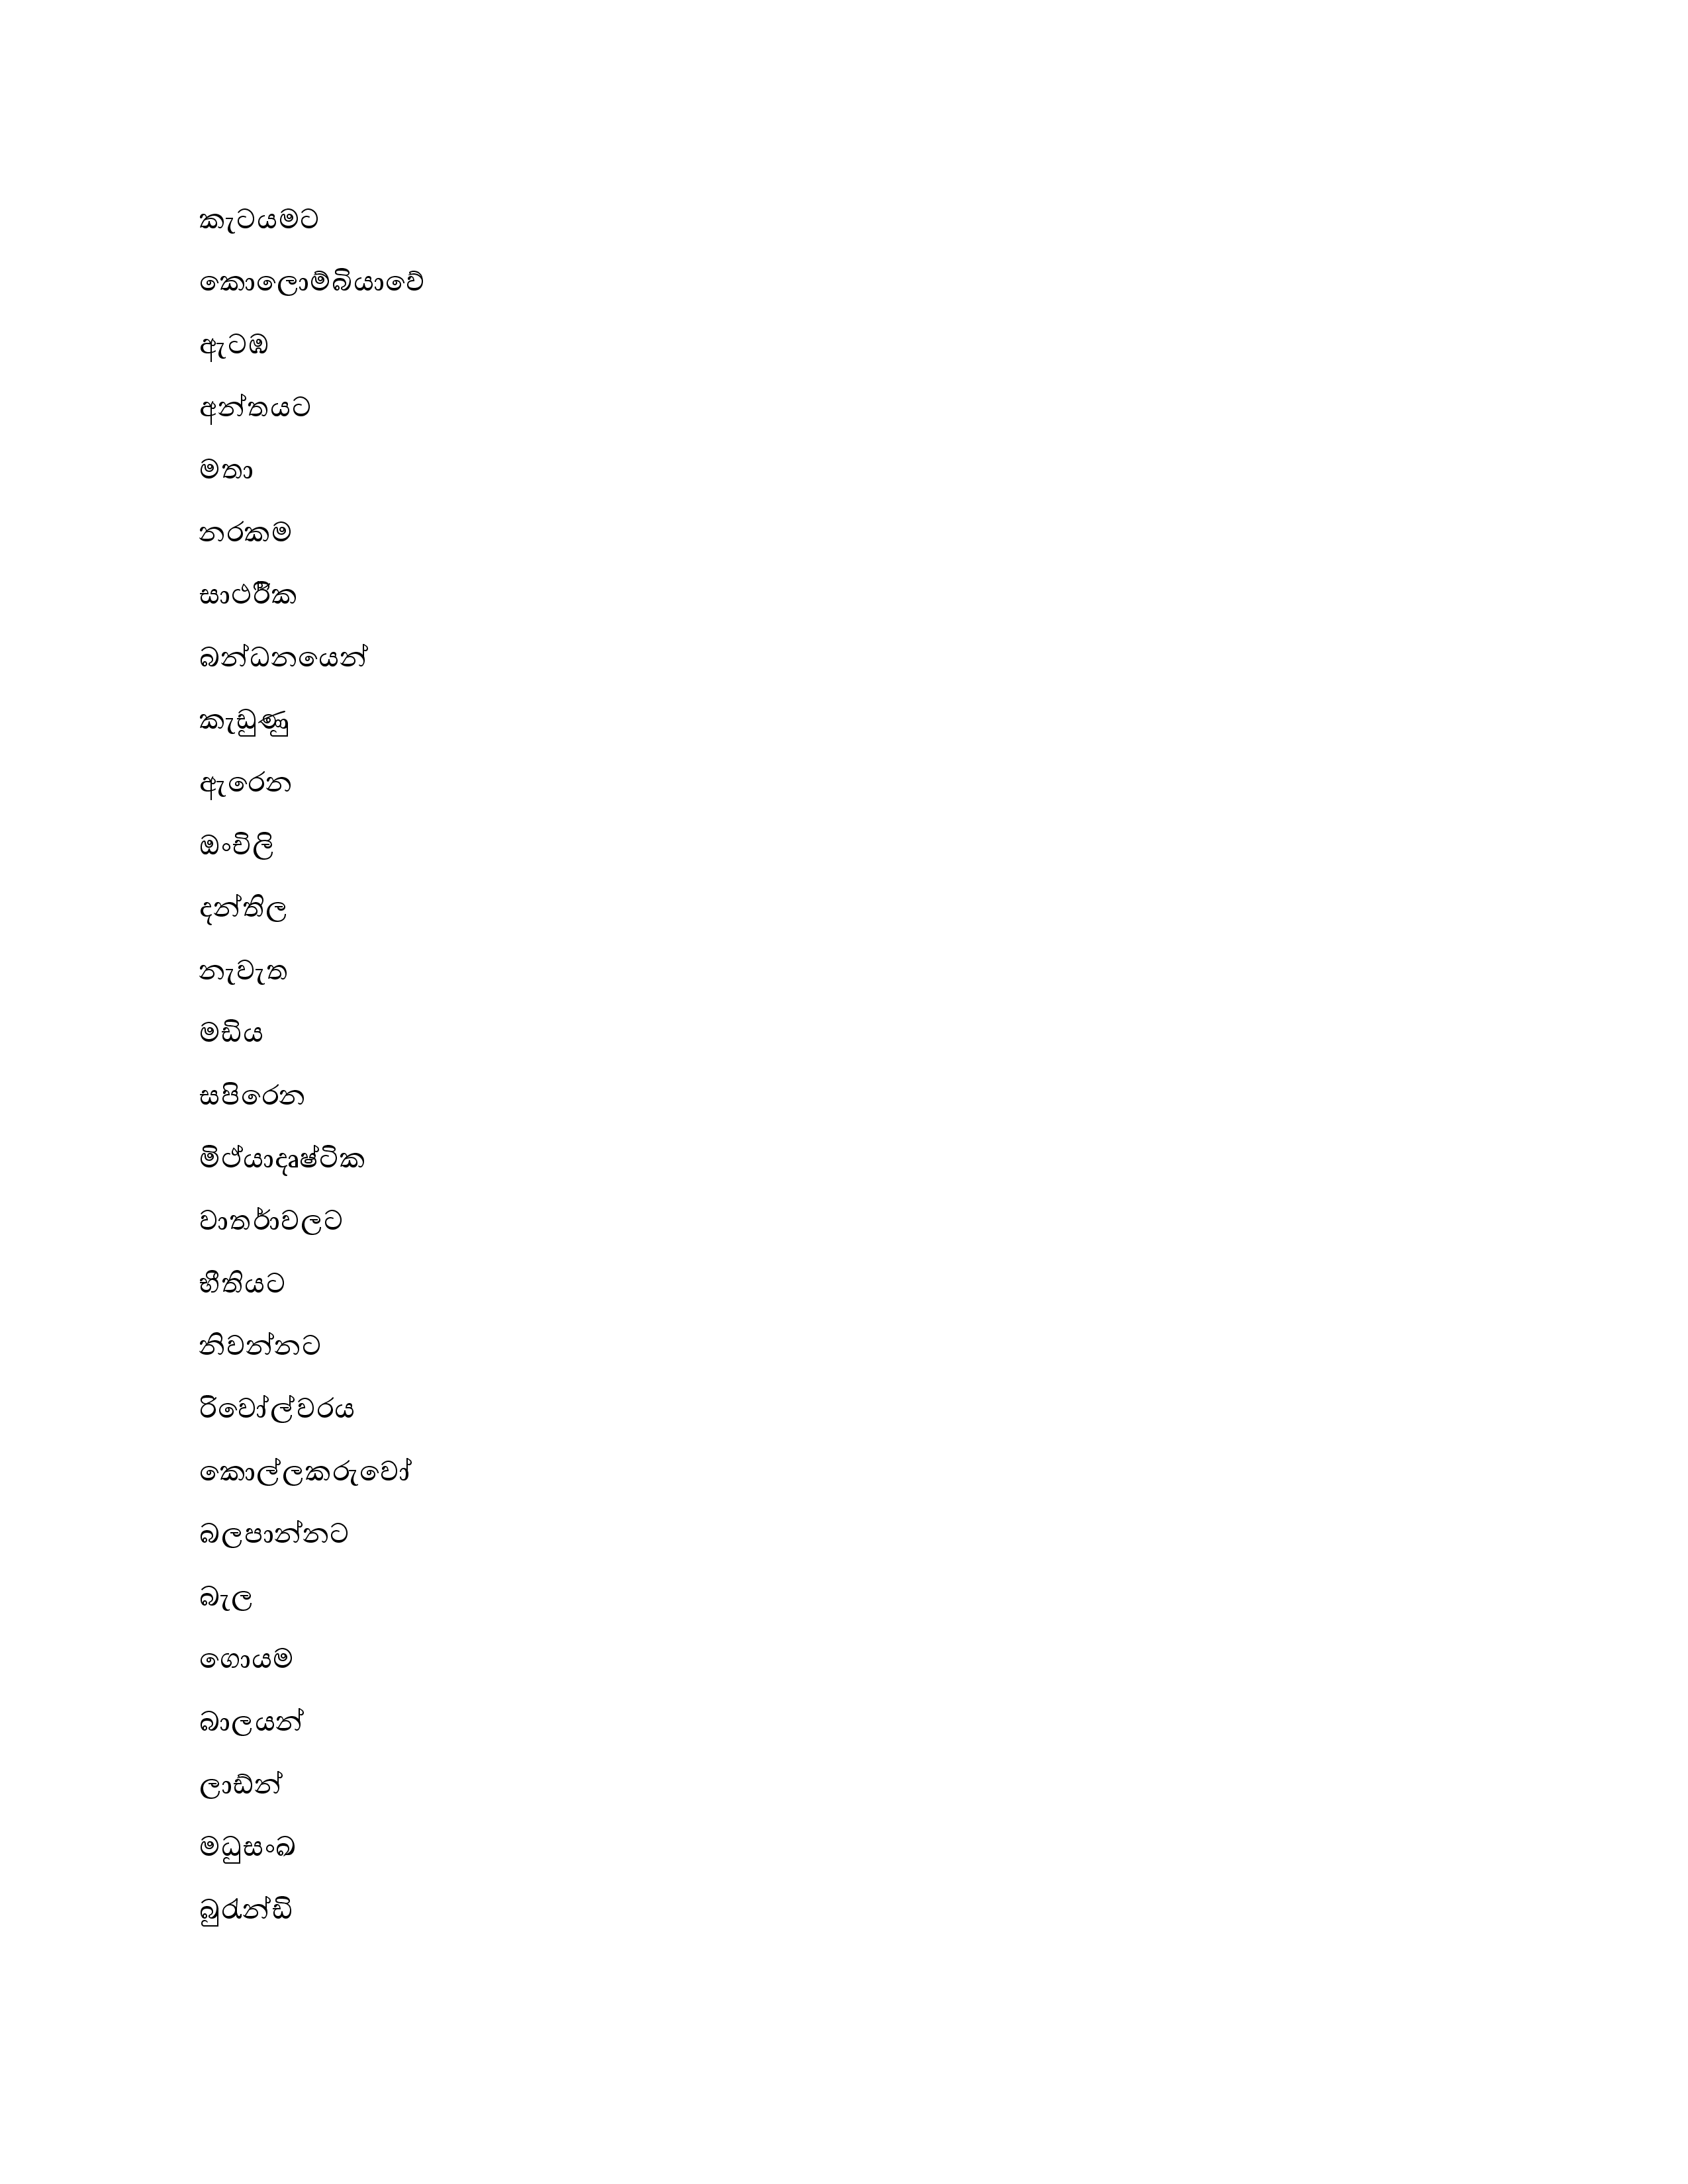 කැටයමට
කොලොම්බියාවේ
ඇටඹ
අන්තයට
මතා
නරකම
සාර්ථරීක
බන්ධනයෙන්
කැඩුණු
ඇරෙන
ඔංචිලි
දන්තිල
නැවැත
මඩිය
සපිරෙන
මිථ්යාදෘෂ්ටික
වාර්තාවලට
භීතියට
නිවන්නට
රිවෝල්වරය
කොල්ලකරුවෝ
බලපාන්නට
බැල
ගොයම
බාලයන්
ලාඩ්න්
මධුසංඛ
බුරැන්ඩි